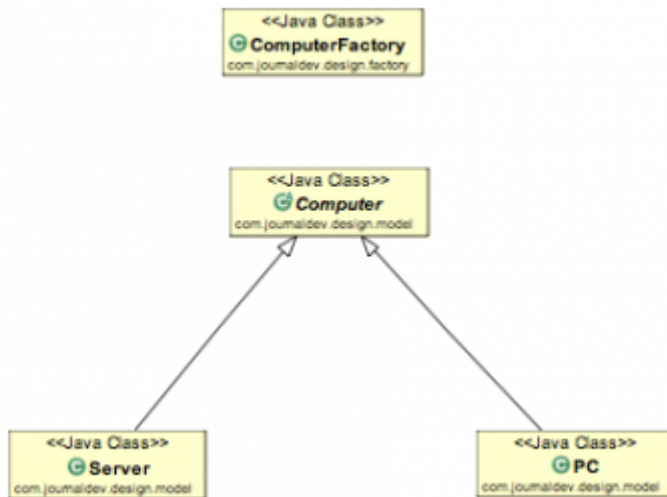 <<Java Class>>
ComputerFactory
com.journaldev.design.factory
<<Java Class>>
Computer
com.journaldev.design.model
<<Java Class>>
Server
com.journaldev.design.model
<<Java Class>>
PC
com.journaldev.design.model